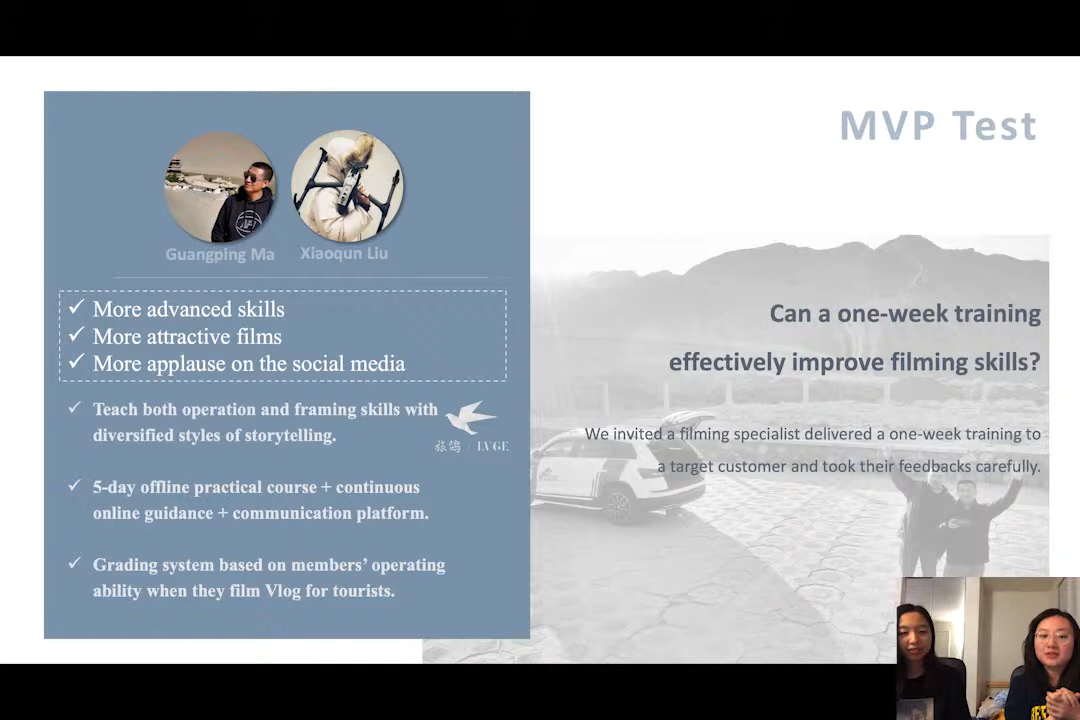 MVP Test
Guangping Ma
Xiaoqun Liu
More advanced skills
More attractive films
More applause on the social media
Teach both operation and framing skills with
diversified styles of storytelling.
旅鸽 | LVGE
5-day offline practical course + continuous
online guidance + communication platform.
Grading system based on members' operating
ability when they film Vlog for tourists.
Can a one-week training
effectively improve filming skills?
We invited a filming specialist delivered a one-week training to
a target customer and took their feedbacks carefully.